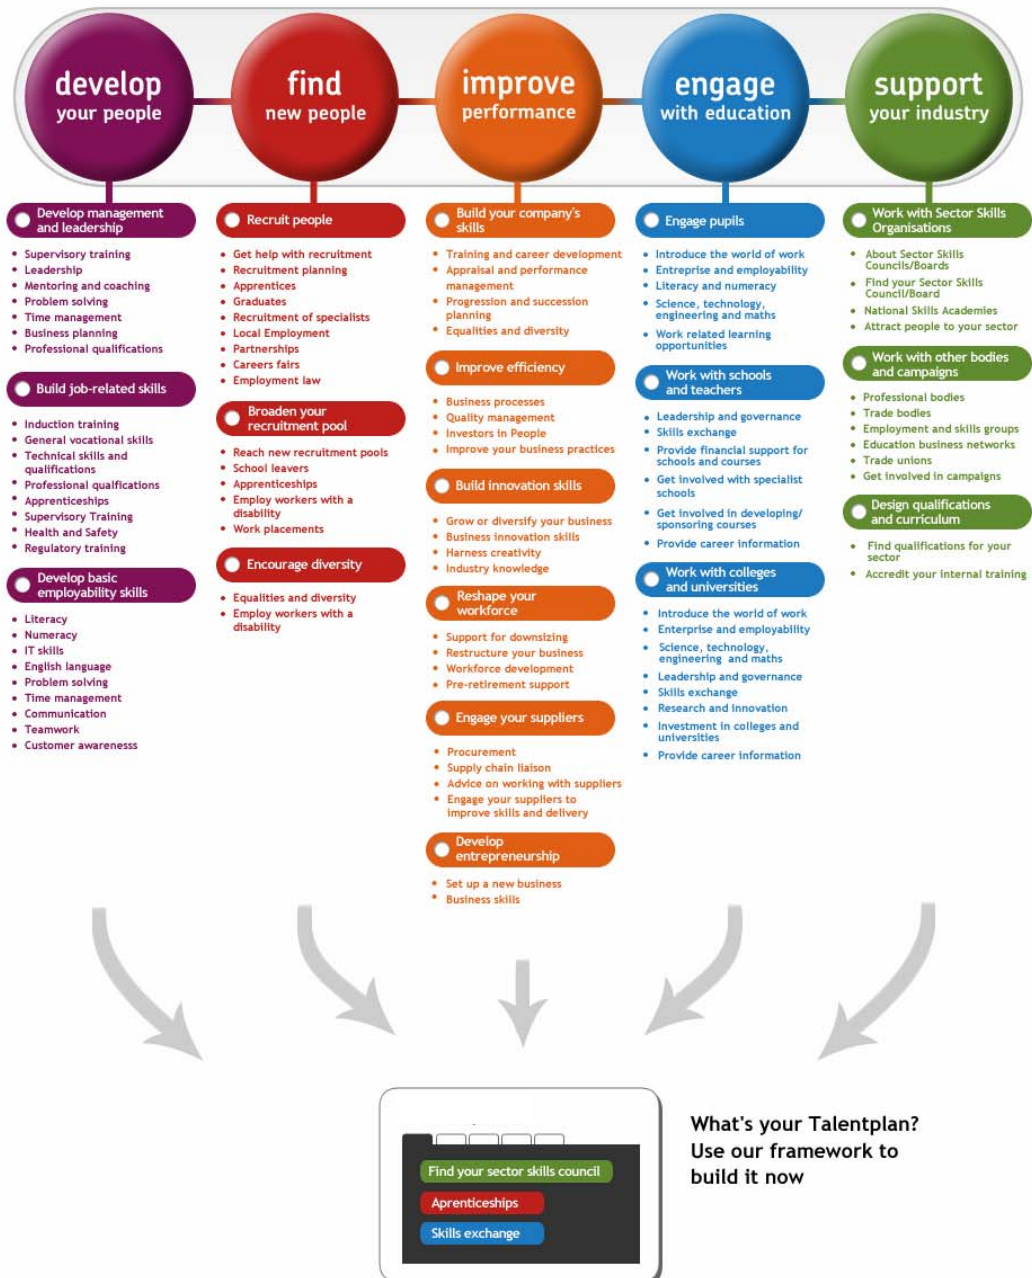 develop
your people
find
new people
improve
performance
engage
with education
support
your industry
Develop management
and leadership
Supervisory training
Leadership
Mentoring and coaching
Problem solving
Time management
Business planning
Professional qualifications
Build job-related skills
Induction training
General vocational skills
Technical skills and
qualifications
Professional qualfications
Apprenticeships
Supervisory Training
Health and Safety
Regulatory training
Develop basic
employability skills
Literacy
Numeracy
IT skills
English language
Problem solving
Time management
Communication
Teamwork
Customer awarenesss
Recruit people
Get help with recruitment
Recruitment planning
Apprentices
Graduates
Recruitment of specialists
Local Employment
Partnerships
Careers fairs
Employment law
Broaden your
recruitment pool
Reach new recruitment pools
School leavers
Apprenticeships
Employ workers with a
disability
Work placements
Encourage diversity
Equalities and diversity
Employ workers with a
disability
Build your company's
skills
Training and career development
Appraisal and performance
management
Progression and succession
planning
Equalities and diversity
Improve efficiency
Business processes
Quality management
Investors in People
Improve your business practices
Build innovation skills
Grow or diversify your business
Business innovation skills
Harness creativity
Industry knowledge
Reshape your
workforce
Support for downsizing
Restructure your business
Workforce development
Pre-retirement support
Engage your suppliers
Procurement
Supply chain liaison
Advice on working with suppliers
Engage your suppliers to
improve skills and delivery
Develop
entrepreneurship
Set up a new business
Business skills
Engage pupils
Introduce the world of work
Entreprise and employability
Literacy and numeracy
Science, technology,
engineering and maths
Work related learning
opportunities
Work with schools
and teachers
Leadership and governance
Skills exchange
Provide financial support for
schools and courses
Get involved with specialist
schools
Get involved in developing/
sponsoring courses
Provide career information
Work with colleges
and universities
Introduce the world of work
Enterprise and employability
Science, technology,
engineering and maths
Leadership and governance
Skills exchange
Research and innovation
Investment in colleges and
universities
Provide career information
Work with Sector Skills
Organisations
About Sector Skills
Councils/Boards
Find your Sector Skills
Council/Board
National Skills Academies
Attract people to your sector
Work with other bodies
and campaigns
Professional bodies
Trade bodies
Employment and skills groups
Education business networks
Trade unions
Get involved in campaigns
Design qualifications
and curriculum
Find qualifications for your
sector
Accredit your internal training
Find your sector skills council
Aprenticeships
Skills exchange
What's your Talentplan?
Use our framework to
build it now